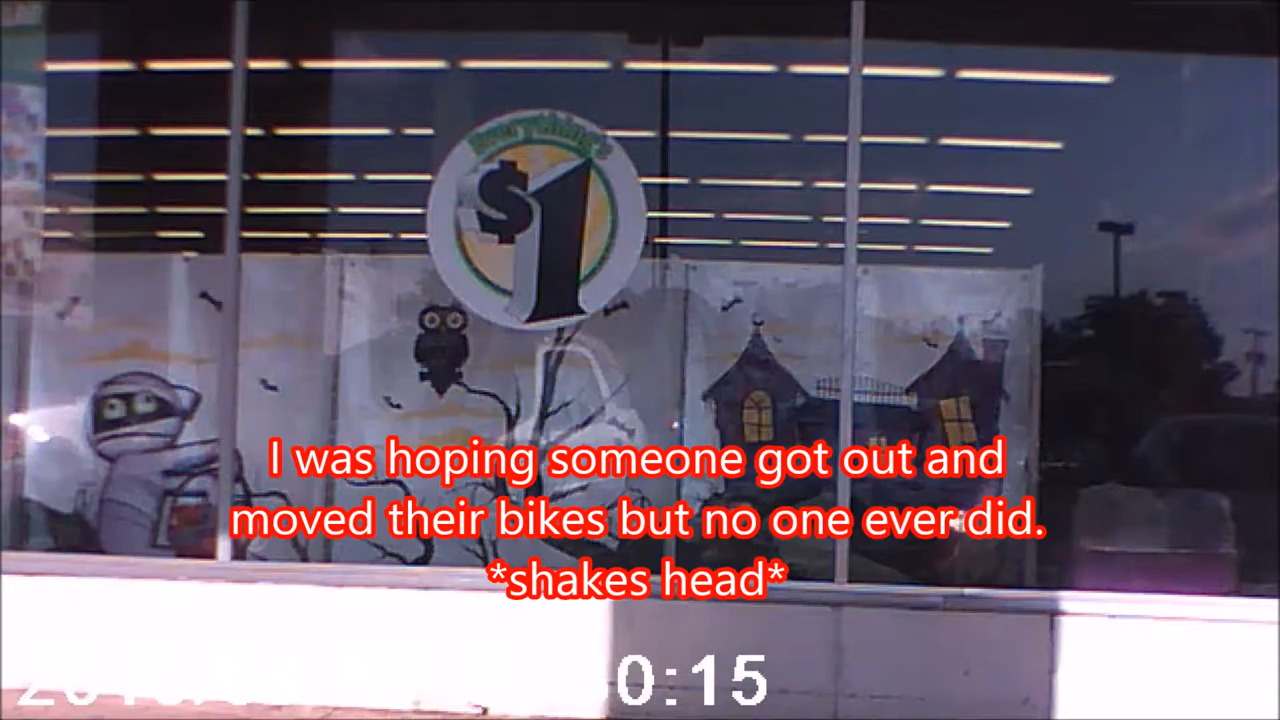 Everything's
$1
I was hoping someone got out and
moved their bikes but no one ever did.
*shakes head*
0:15